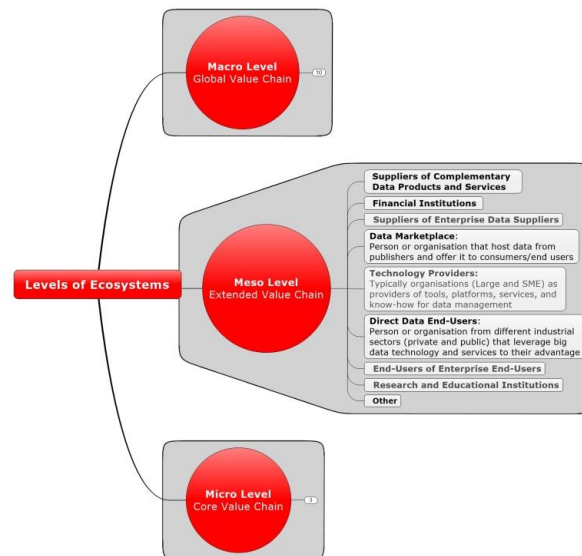 Macro Level
Global Value Chain
10
Levels of Ecosystems
Meso Level
Extended Value Chain
Suppliers of Complementary
Data Products and Services
Financial Institutions
Suppliers of Enterprise Data Suppliers
Data Marketplace:
Person or organisation that host data from
publishers and offer it to consumers/end users
Technology Providers:
Typically organisations (Large and SME) as
providers of tools, platforms, services, and
know-how for data management
Direct Data End-Users:
Person or organisation from different industrial
sectors (private and public) that leverage big
data technology and services to their advantage
End-Users of Enterprise End-Users
Research and Educational Institutions
Other
Micro Level
Core Value Chain
3